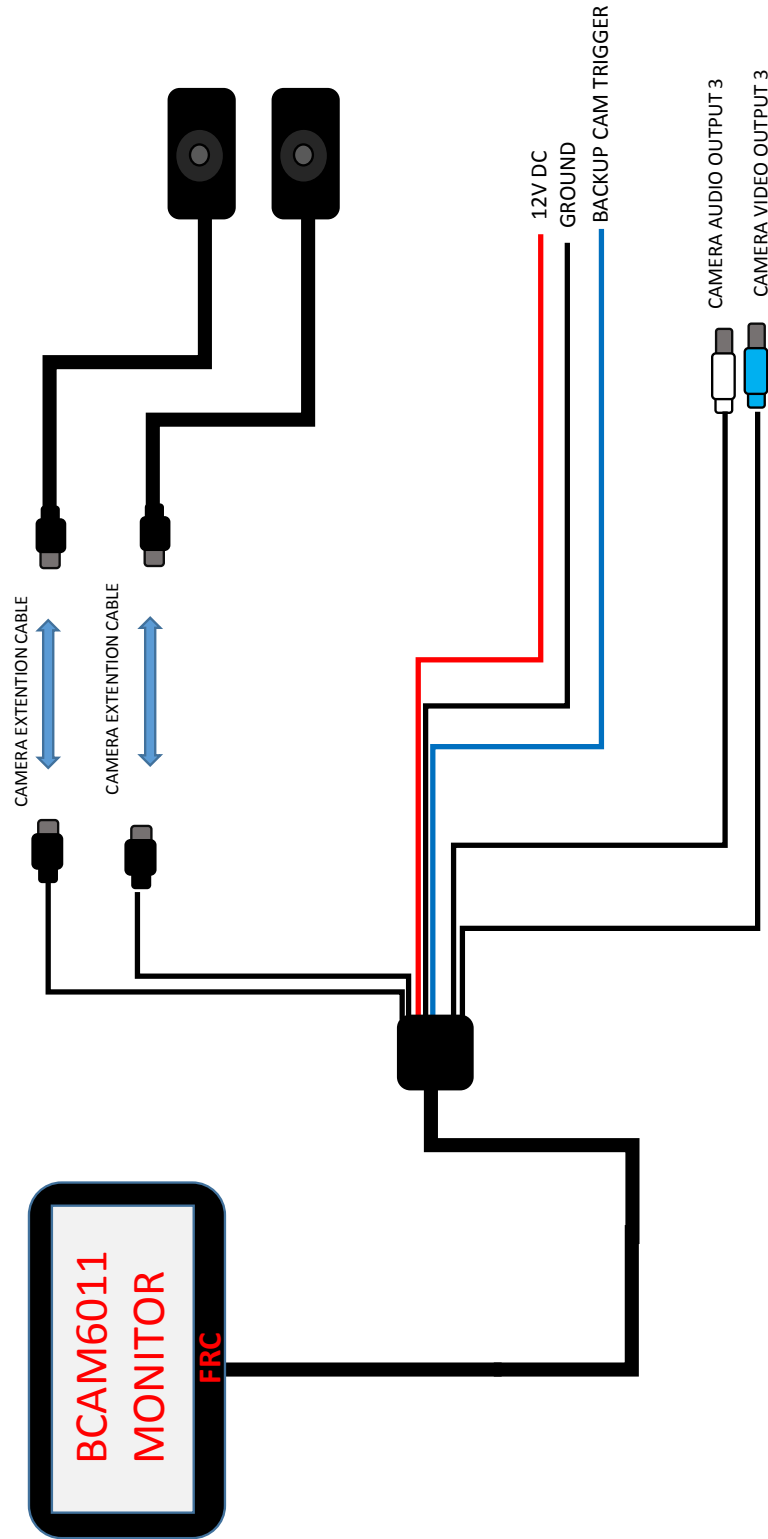 CAMERA EXTENTION CABLE
CAMERA EXTENTION CABLE
12V DC
GROUND
BACKUP CAM TRIGGER
CAMERA AUDIO OUTPUT 3
CAMERA VIDEO OUTPUT 3
BCAM6011
MONITOR
FRC